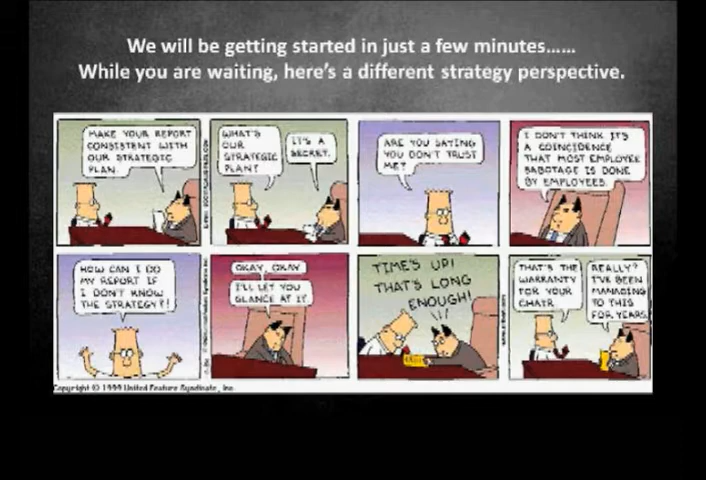 We will be getting started in just a few minutes......
While you are waiting, here's a different strategy perspective.
MAKE YOUR REPORT
CONSISTENT WITH
OUR STRATEGIC
PLAN.
WHAT'S
OUR
STRATEGIC
PLAN?
IT'S A
SECRET.
ARE YOU SAYING
YOU DON'T TRUST
ME?
I DON'T THINK IT'S
A COINCIDENCE
THAT MOST EMPLOYEE
SABOTAGE IS DONE
BY EMPLOYEES.
HOW CAN I DO
MY REPORT IF
I DON'T KNOW
THE STRATEGY?!
OKAY, OKAY.
I'LL LET YOU
GLANCE AT IT.
TIME'S UP!
THAT'S LONG
ENOUGH!
THAT'S THE
WARRANTY
FOR YOUR
CHAIR.
REALLY?
I'VE BEEN
MANAGING
TO THIS
FOR YEARS.
Copyright © 1999 United Feature Syndicate, Inc.